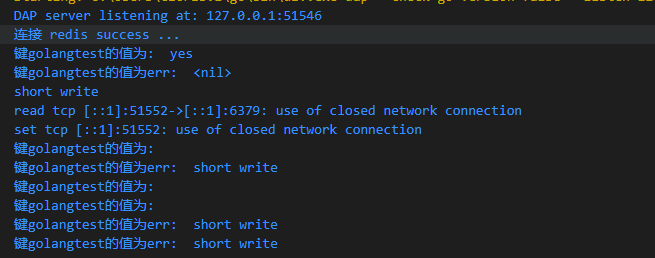 DAP server listening at: 127.0.0.1:51546
连接 redis success ...
键golangtest的值为:  yes
键golangtest的值为err:  <nil>
short write
read tcp [::1]:51552->[::1]:6379: use of closed network connection
set tcp [::1]:51552: use of closed network connection
键golangtest的值为:
键golangtest的值为err:  short write
键golangtest的值为:
键golangtest的值为:
键golangtest的值为err:  short write
键golangtest的值为err:  short write